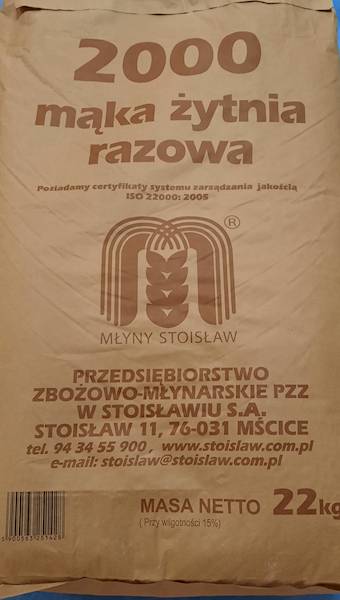 2000
mąka żytnia
razowa
Posiadamy certyfikaty systemu zarządzania jakością
ISO 22000: 2005
®
MŁYNY STOISŁAW
PRZEDSIĘBIORSTWO
ZBOŻOWO-MŁYNARSKIE PZZ
W STOISŁAWIU S.A.
STOISŁAW 11, 76-031 MŚCICE
tel. 94 34 55 900 , www.stoislaw.com.pl
e-mail: stoislaw@stoislaw.com.pl
MASA NETTO 22kg
( Przy wilgotności 15%)